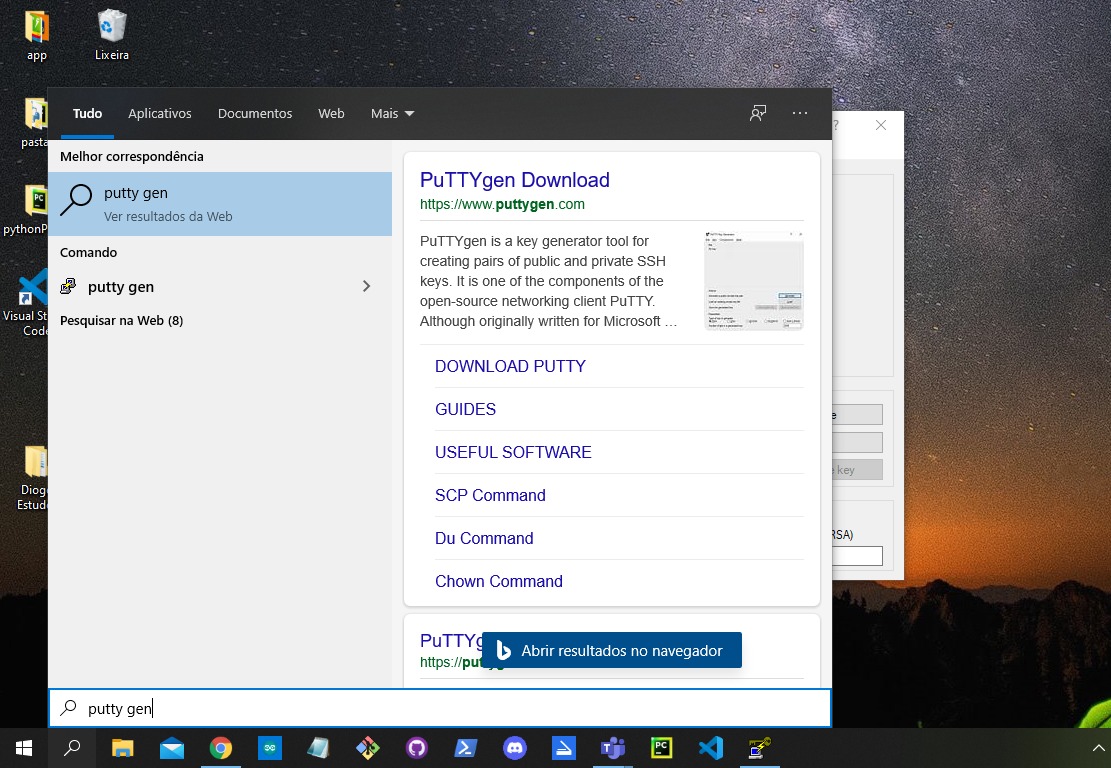 app
Lixeira
pasta
pythonP
Visual St
Code
Diog
Estud
Tudo
Aplicativos
Documentos
Web
Mais
...
?
Melhor correspondência
putty gen
Ver resultados da Web
Comando
putty gen
Pesquisar na Web (8)
PuTTYgen Download
https://www.puttygen.com
PuTTYgen is a key generator tool for
creating pairs of public and private SSH
keys. It is one of the components of the
open-source networking client PuTTY.
Although originally written for Microsoft ...
DOWNLOAD PUTTY
GUIDES
USEFUL SOFTWARE
SCP Command
Du Command
Chown Command
PuTTYg
https://puttyg
Abrir resultados no navegador
e
e key
RSA)
putty gen
PC
PC